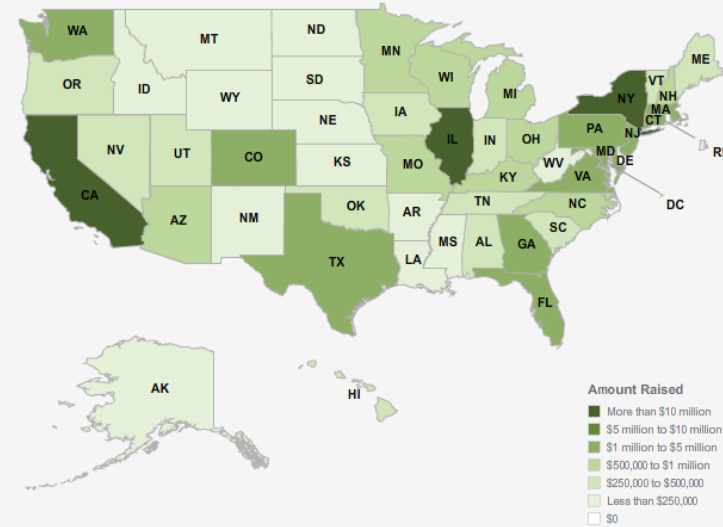 WA
MT
ND
MN
ME
VT
NH
OR
ID
SD
WI
MI
NY
MA
CT
WY
IA
NE
PA
NJ
R
NV
UT
CO
IL
IN
OH
MD
DE
WV
CA
KS
MO
KY
VA
DC
AZ
NM
OK
AR
TN
NC
SC
TX
LA
MS
AL
GA
FL
AK
HI
Amount Raised
More than $10 million
$5 million to $10 million
$1 million to $5 million
$500,000 to $1 million
$250,000 to $500,000
Less than $250,000
$0